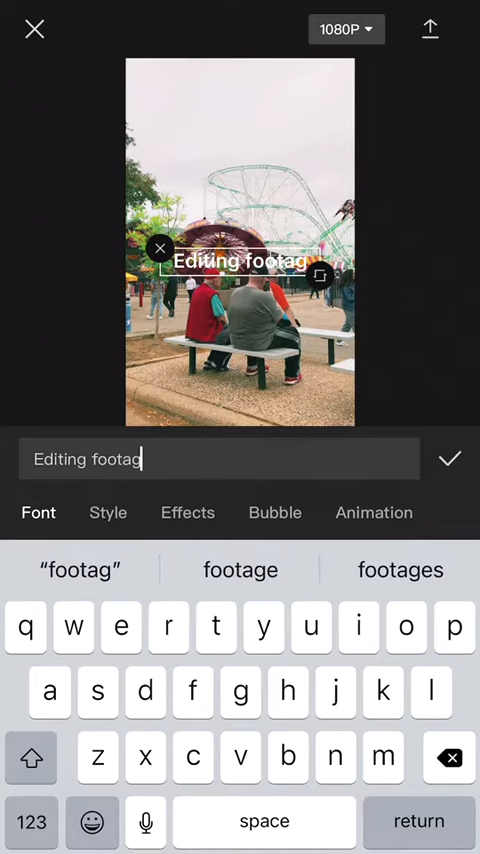 1080P
Editing footag
Editing footag
Font Style Effects Bubble Animation
“footag” footage footages
q w e r t y u i o p
a s d f g h j k l
z x c v b n m
123 space return